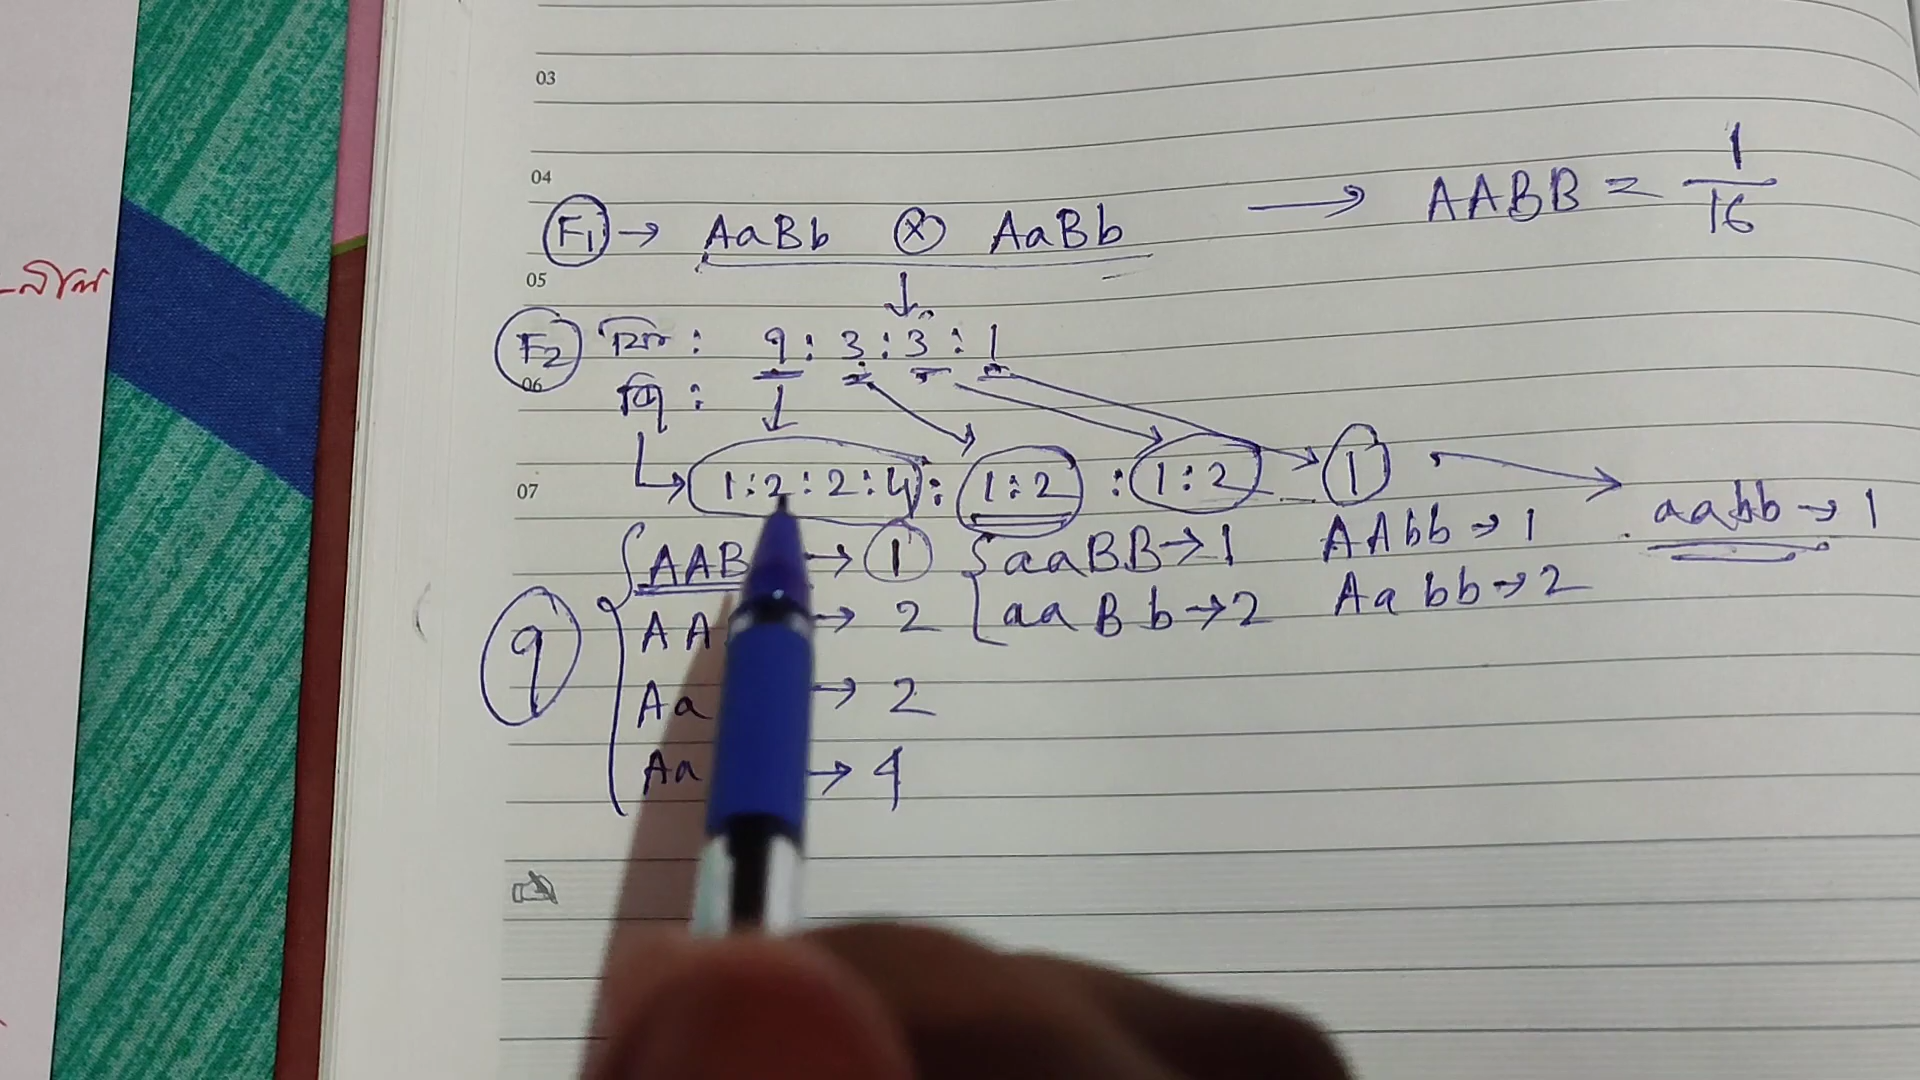 03
04
F1 → AaBb ⊗ AaBb → AABB = 1/16
05
F2 : 9 : 3 : 3 : 1
06
:
07
1:2:2:4 : 1:2 : 1:2 1
AAB → 1 aaBB → 1 AAbb → 1 aabb → 1
9 AA → 2 aaBb → 2 Aabb → 2
Aa → 2
Aa → 4